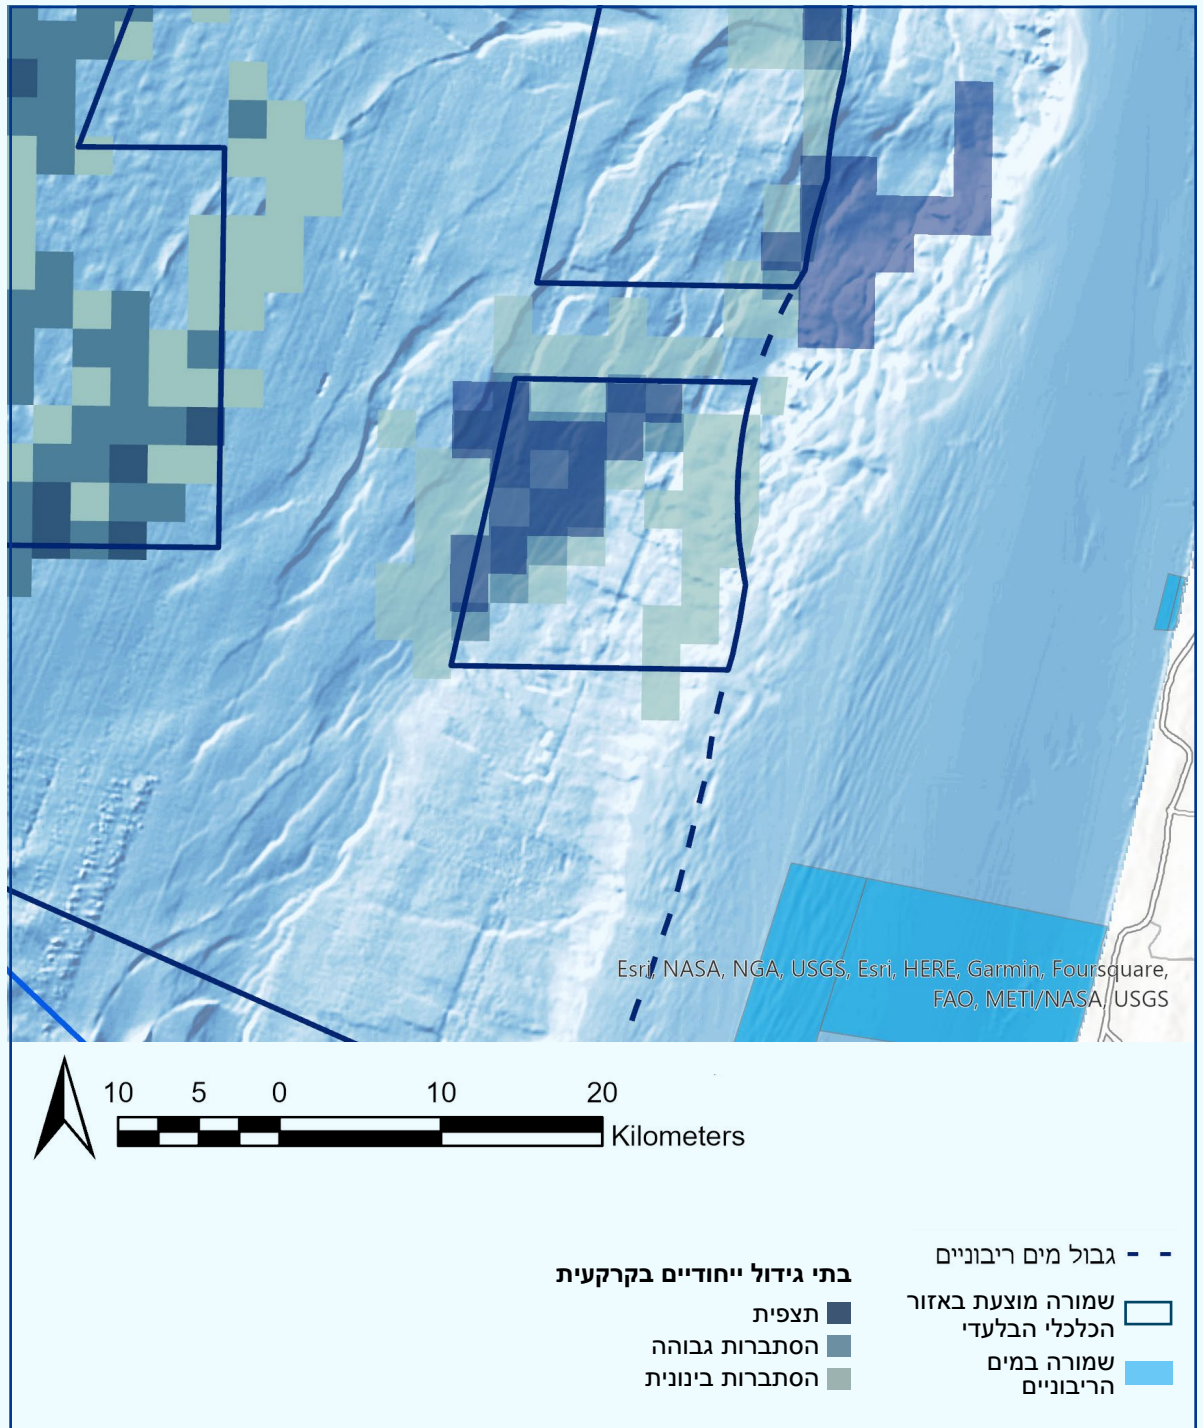 Esri, NASA, NGA, USGS, Esri, HERE, Garmin, Foursquare,
FAO, METI/NASA, USGS
10 5 0 10 20
Kilometers
גבול מים ריבוניים
שמורה מוצעת באזור
הכלכלי הבלעדי
שמורה במים
הריבוניים
בתי גידול ייחודיים בקרקעית
תצפית
הסתברות גבוהה
הסתברות בינונית